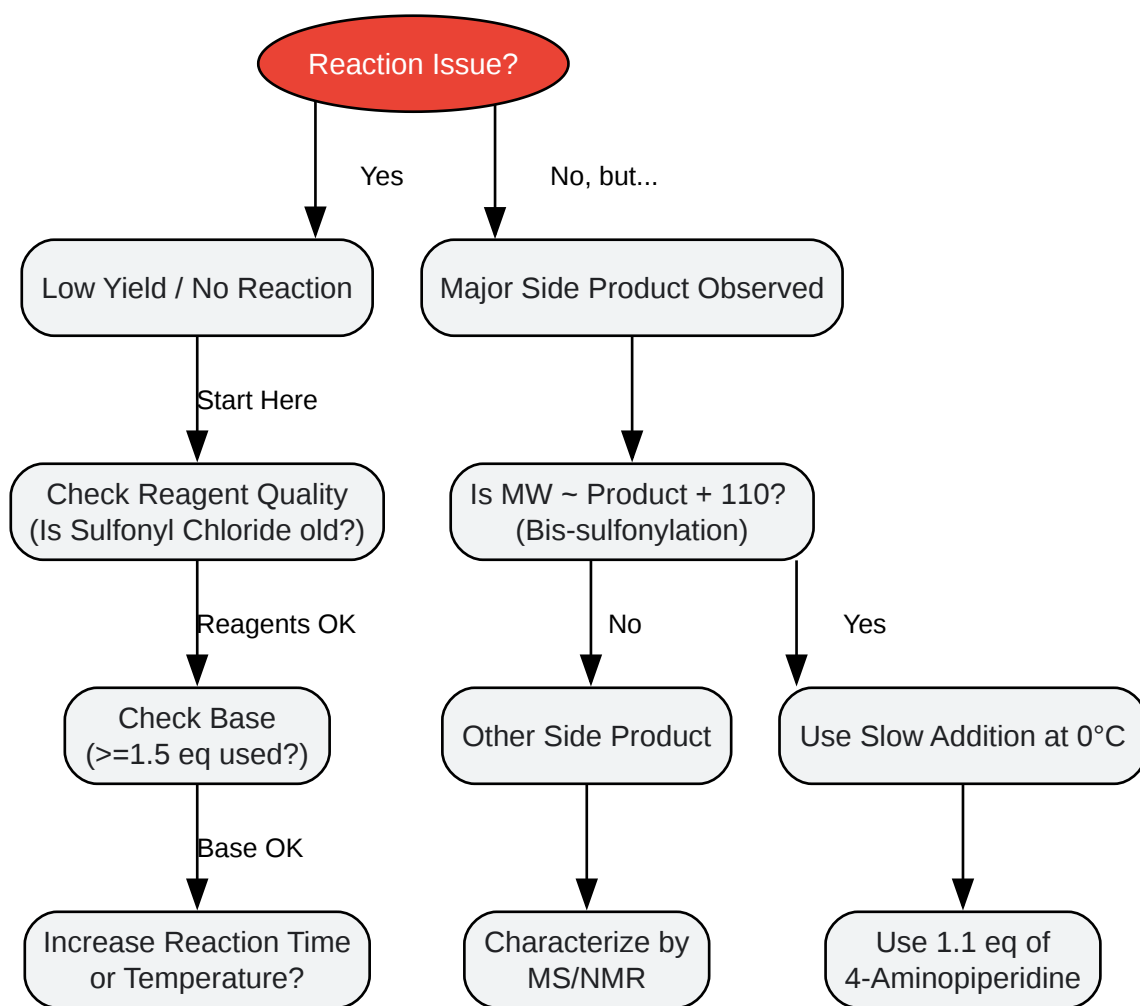 Reaction Issue?
Yes
No, but...
Low Yield / No Reaction
Major Side Product Observed
Start Here
Check Reagent Quality
(Is Sulfonyl Chloride old?)
Is MW ~ Product + 110?
(Bis-sulfonylation)
Reagents OK
No
Yes
Check Base
(>=1.5 eq used?)
Other Side Product
Use Slow Addition at 0°C
Base OK
Increase Reaction Time
or Temperature?
Characterize by
MS/NMR
Use 1.1 eq of
4-Aminopiperidine